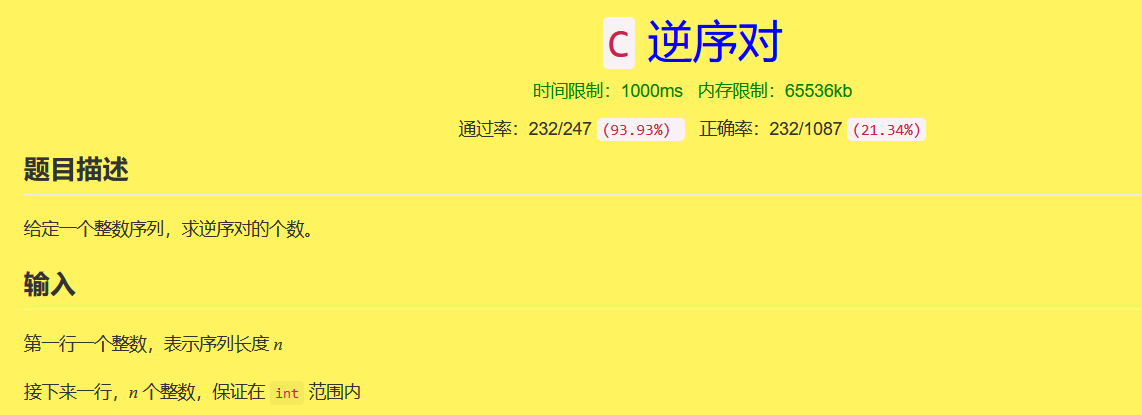 C 逆序对
时间限制：1000ms 内存限制：65536kb
通过率：232/247 (93.93%) 正确率：232/1087 (21.34%)
题目描述
给定一个整数序列，求逆序对的个数。
输入
第一行一个整数，表示序列长度 n
接下来一行，n 个整数，保证在 int 范围内